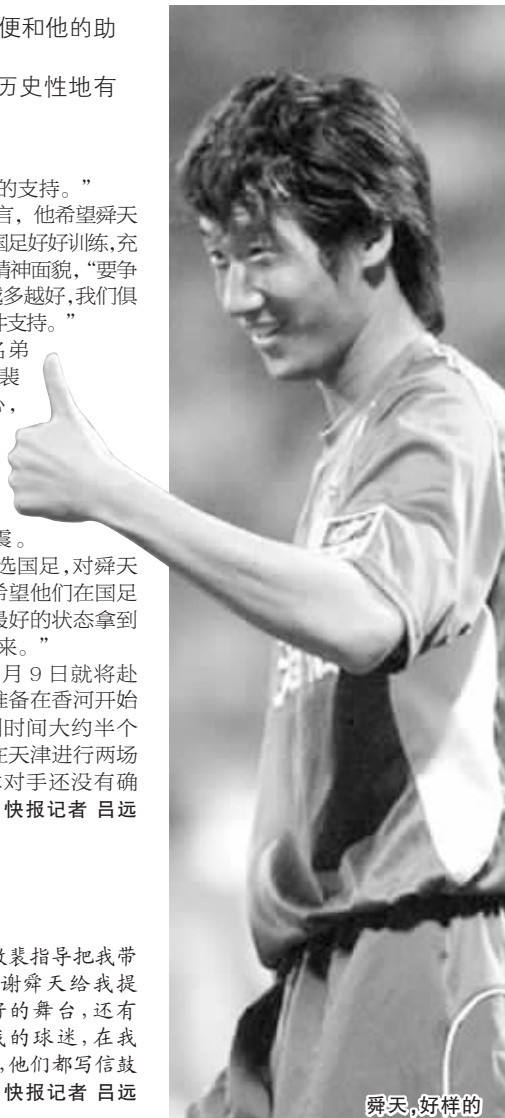 便和他的助
历史性地有
的支持。”
言，他希望舜天
国足好好训练,充
精神面貌，“要争
越多越好,我们俱
件支持。”
名弟
裴
心，
震。
选国足,对舜天
希望他们在国足
最好的状态拿到
来。”
月9日就将赴
准备在香河开始
训时间大约半个
在天津进行两场
体对手还没有确
快报记者 吕远
教裴指导把我带
谢舜天给我提
好的舞台,还有
我的球迷,在我
,他们都写信鼓
快报记者 吕远
舜天,好样的